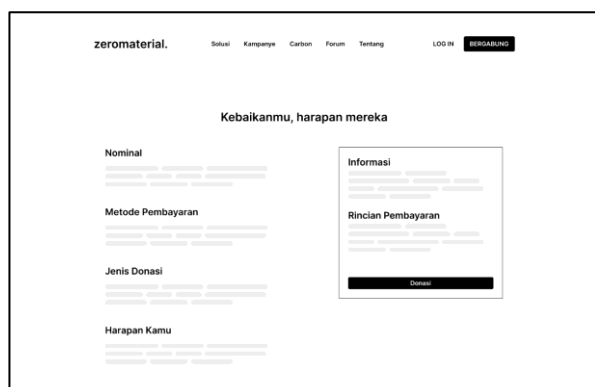 zeromaterial.
Solusi Kampanye Carbon Forum Tentang
LOG IN BERGABUNG
Kebaikanmu, harapan mereka
Nominal
Metode Pembayaran
Jenis Donasi
Harapan Kamu
Informasi
Rincian Pembayaran
Donasi